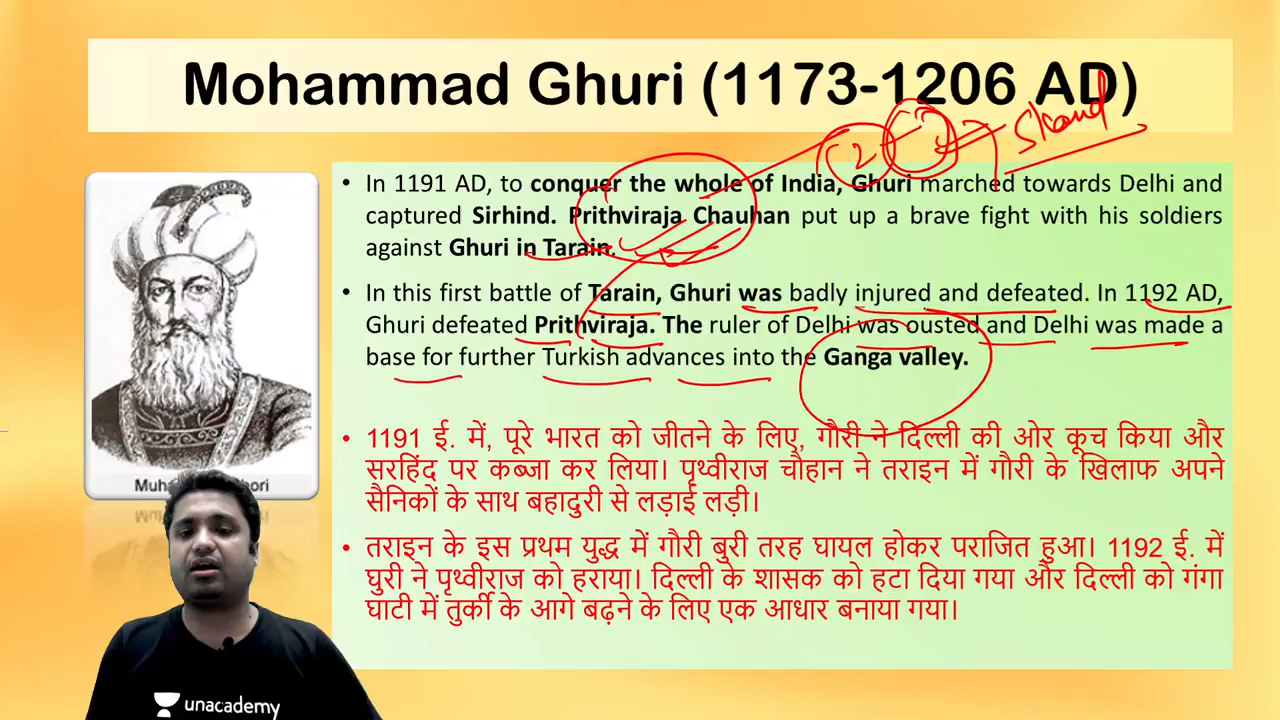 Mohammad Ghuri (1173-1206 AD)
2
Skand
• In 1191 AD, to conquer the whole of India, Ghuri marched towards Delhi and
captured Sirhind. Prithviraja Chauhan put up a brave fight with his soldiers
against Ghuri in Tarain.
• In this first battle of Tarain, Ghuri was badly injured and defeated. In 1192 AD,
Ghuri defeated Prithviraja. The ruler of Delhi was ousted and Delhi was made a
base for further Turkish advances into the Ganga valley.
• 1191 ई. में, पूरे भारत को जीतने के लिए, गौरी ने दिल्ली की ओर कूच किया और
सरहिंद पर कब्जा कर लिया। पृथ्वीराज चौहान ने तराइन में गौरी के खिलाफ अपने
सैनिकों के साथ बहादुरी से लड़ाई लड़ी।
• तराइन के इस प्रथम युद्ध में गौरी बुरी तरह घायल होकर पराजित हुआ। 1192 ई. में
घुरी ने पृथ्वीराज को हराया। दिल्ली के शासक को हटा दिया गया और दिल्ली को गंगा
घाटी में तुर्की के आगे बढ़ने के लिए एक आधार बनाया गया।
unacademy